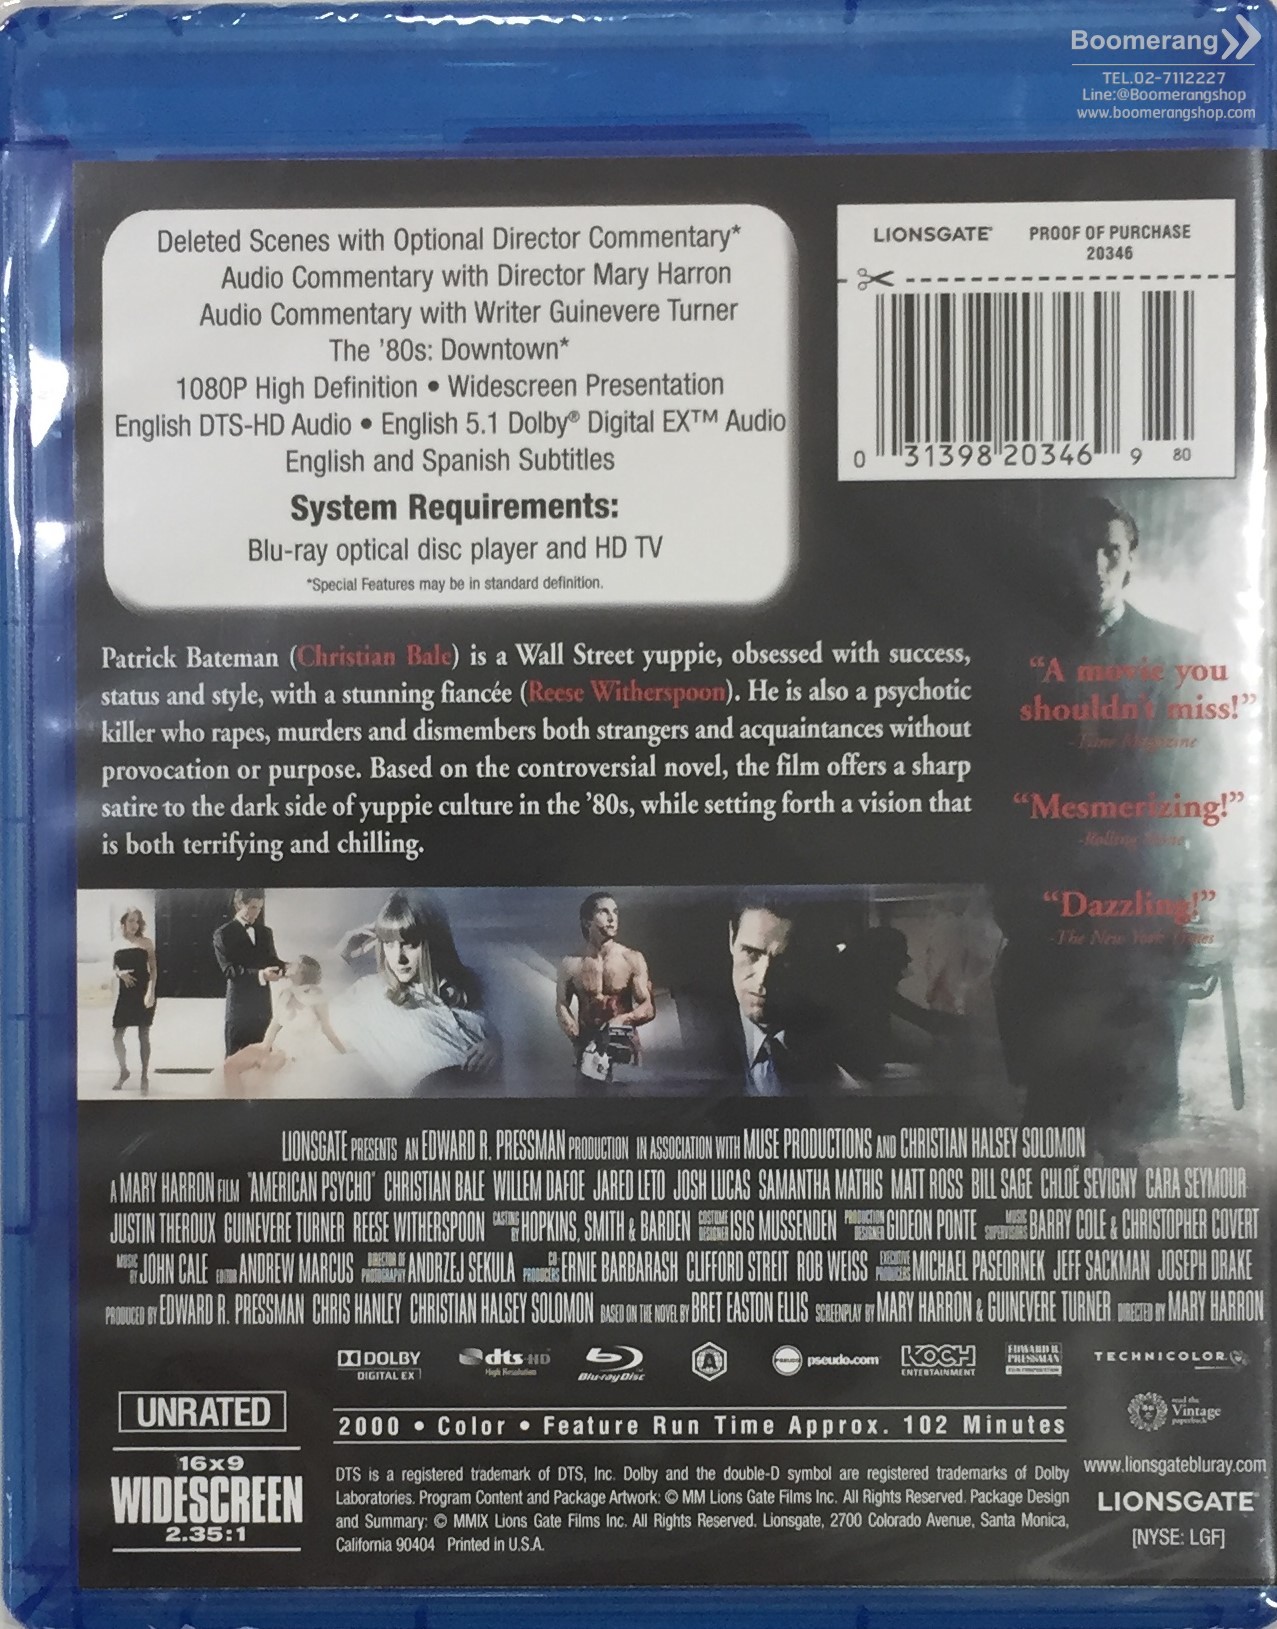 Boomerang
TEL.02-7112227
Line:@Boomerangshop
www.boomerangshop.com
Deleted Scenes with Optional Director Commentary*
Audio Commentary with Director Mary Harron
Audio Commentary with Writer Guinevere Turner
The '80s: Downtown*
1080P High Definition • Widescreen Presentation
English DTS-HD Audio • English 5.1 Dolby® Digital EX™ Audio
English and Spanish Subtitles
System Requirements:
Blu-ray optical disc player and HD TV
*Special Features may be in standard definition.
LIONSGATE® PROOF OF PURCHASE
20346
0 31398 20346 9 80
Patrick Bateman (Christian Bale) is a Wall Street yuppie, obsessed with success,
status and style, with a stunning fiancée (Reese Witherspoon). He is also a psychotic
killer who rapes, murders and dismembers both strangers and acquaintances without
provocation or purpose. Based on the controversial novel, the film offers a sharp
satire to the dark side of yuppie culture in the '80s, while setting forth a vision that
is both terrifying and chilling.
“A movie you
shouldn't miss!”
-Time Magazine
“Mesmerizing!”
-Rolling Stone
“Dazzling!”
-The New York Times
LIONSGATE PRESENTS AN EDWARD R. PRESSMAN PRODUCTION IN ASSOCIATION WITH MUSE PRODUCTIONS AND CHRISTIAN HALSEY SOLOMON
A MARY HARRON FILM "AMERICAN PSYCHO" CHRISTIAN BALE WILLEM DAFOE JARED LETO JOSH LUCAS SAMANTHA MATHIS MATT ROSS BILL SAGE CHLOË SEVIGNY CARA SEYMOUR
JUSTIN THEROUX GUINEVERE TURNER REESE WITHERSPOON CASTING BY HOPKINS, SMITH & BARDEN COSTUME DESIGNER ISIS MUSSENDEN PRODUCTION DESIGNER GIDEON PONTE MUSIC SUPERVISORS BARRY COLE & CHRISTOPHER COVERT
MUSIC BY JOHN CALE EDITOR ANDREW MARCUS DIRECTOR OF PHOTOGRAPHY ANDRZEJ SEKULA CO-PRODUCERS ERNIE BARBARASH CLIFFORD STREIT ROB WEISS EXECUTIVE PRODUCERS MICHAEL PASEORNEK JEFF SACKMAN JOSEPH DRAKE
PRODUCED BY EDWARD R. PRESSMAN CHRIS HANLEY CHRISTIAN HALSEY SOLOMON BASED ON THE NOVEL BY BRET EASTON ELLIS SCREENPLAY BY MARY HARRON & GUINEVERE TURNER DIRECTED BY MARY HARRON
DOLBY
DIGITAL EX
dts-HD
High Resolution
Blu-ray Disc
PSEUDO pseudo.com
KOCH
ENTERTAINMENT
EDWARD R.
PRESSMAN
TECHNICOLOR
UNRATED
16x9
WIDESCREEN
2.35:1
2000 • Color • Feature Run Time Approx. 102 Minutes
read the
Vintage
paperback
DTS is a registered trademark of DTS, Inc. Dolby and the double-D symbol are registered trademarks of Dolby
Laboratories. Program Content and Package Artwork: © MM Lions Gate Films Inc. All Rights Reserved. Package Design
and Summary: © MMIX Lions Gate Films Inc. All Rights Reserved. Lionsgate, 2700 Colorado Avenue, Santa Monica,
California 90404 Printed in U.S.A.
www.lionsgatebluray.com
LIONSGATE®
[NYSE: LGF]